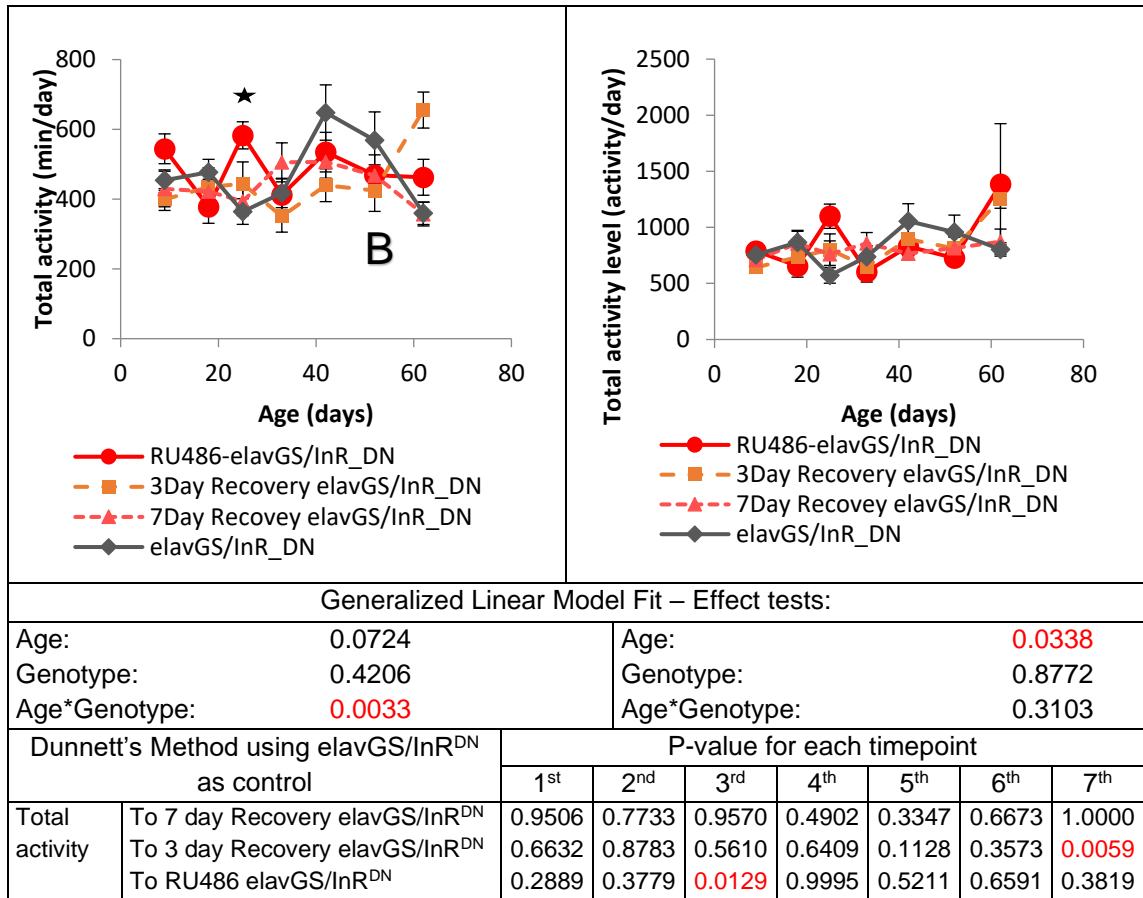 800
600
400
200
0
0 20 40 60 80
Total activity (min/day)
Age (days)
★
B
RU486-elavGS/InR_DN
3Day Recovery elavGS/InR_DN
7Day Recovey elavGS/InR_DN
elavGS/InR_DN
2500
2000
1500
1000
500
0
0 20 40 60 80
Total activity level (activity/day)
Age (days)
RU486-elavGS/InR_DN
3Day Recovery elavGS/InR_DN
7Day Recovey elavGS/InR_DN
elavGS/InR_DN
Generalized Linear Model Fit – Effect tests:
Age: 0.0724 Age: 0.0338
Genotype: 0.4206 Genotype: 0.8772
Age*Genotype: 0.0033 Age*Genotype: 0.3103
Dunnett's Method using elavGS/InR^DN as control
P-value for each timepoint
1st 2nd 3rd 4th 5th 6th 7th
Total activity
To 7 day Recovery elavGS/InR^DN 0.9506 0.7733 0.9570 0.4902 0.3347 0.6673 1.0000
To 3 day Recovery elavGS/InR^DN 0.6632 0.8783 0.5610 0.6409 0.1128 0.3573 0.0059
To RU486 elavGS/InR^DN 0.2889 0.3779 0.0129 0.9995 0.5211 0.6591 0.3819